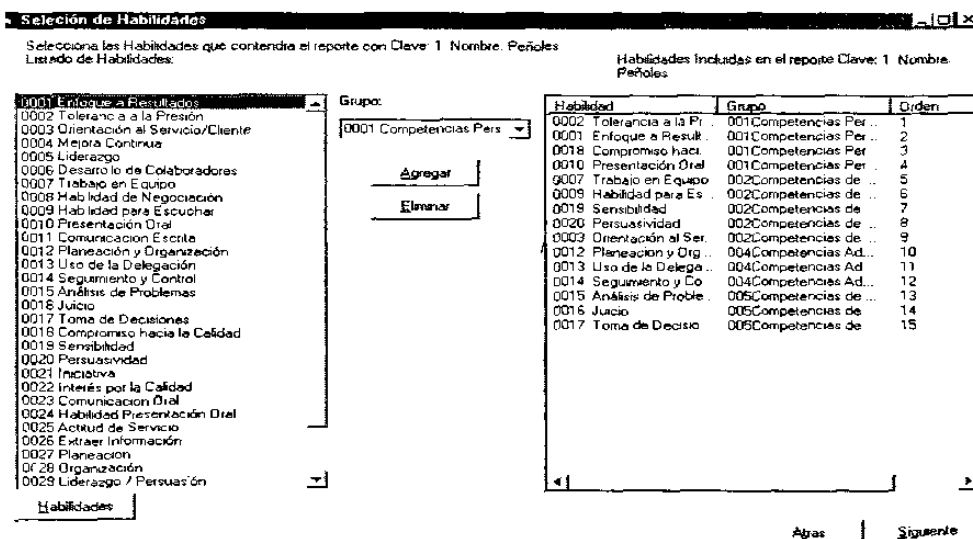 Seleción de Habilidades
Selecciona las Habilidades que contendra el reporte con Clave: 1 Nombre: Peñoles
Listado de Habilidades:
Habilidades Incluidas en el reporte Clave: 1 Nombre:
Peñoles
0001 Enfoque a Resultados
0002 Tolerancia a la Presión
0003 Orientación al Servicio/Cliente
0004 Mejora Continua
0005 Liderazgo
0006 Desarrollo de Colaboradores
0007 Trabajo en Equipo
0008 Habilidad de Negociación
0009 Habilidad para Escuchar
0010 Presentación Oral
0011 Comunicacion Escrita
0012 Planeación y Organización
0013 Uso de la Delegación
0014 Seguimiento y Control
0015 Análisis de Problemas
0016 Juicio
0017 Toma de Decisiones
0018 Compromiso hacia la Calidad
0019 Sensibilidad
0020 Persuasividad
0021 Iniciativa
0022 Interés por la Calidad
0023 Comunicacion Oral
0024 Habilidad Presentación Oral
0025 Actitud de Servicio
0026 Extraer Información
0027 Planeacion
0028 Organización
0029 Liderazgo / Persuasión
Habilidades
Grupo:
0001 Competencias Pers
Agregar
Eliminar
Habilidad Grupo Orden
0002 Tolerancia a la Pr... 001Competencias Per... 1
0001 Enfoque a Result... 001Competencias Per... 2
0018 Compromiso haci... 001Competencias Per 3
0010 Presentación Oral 001Competencias Per... 4
0007 Trabajo en Equipo 002Competencias de ... 5
0009 Habilidad para Es... 002Competencias de ... 6
0019 Sensibilidad 002Competencias de 7
0020 Persuasividad 002Competencias de ... 8
0003 Orientación al Ser... 002Competencias de ... 9
0012 Planeacion y Org... 004Competencias Ad... 10
0013 Uso de la Delega... 004Competencias Ad 11
0014 Seguimiento y Co 004Competencias Ad... 12
0015 Análisis de Proble... 005Competencias de ... 13
0016 Juicio 005Competencias de 14
0017 Toma de Decisio 005Competencias de 15
Atras
Siguiente